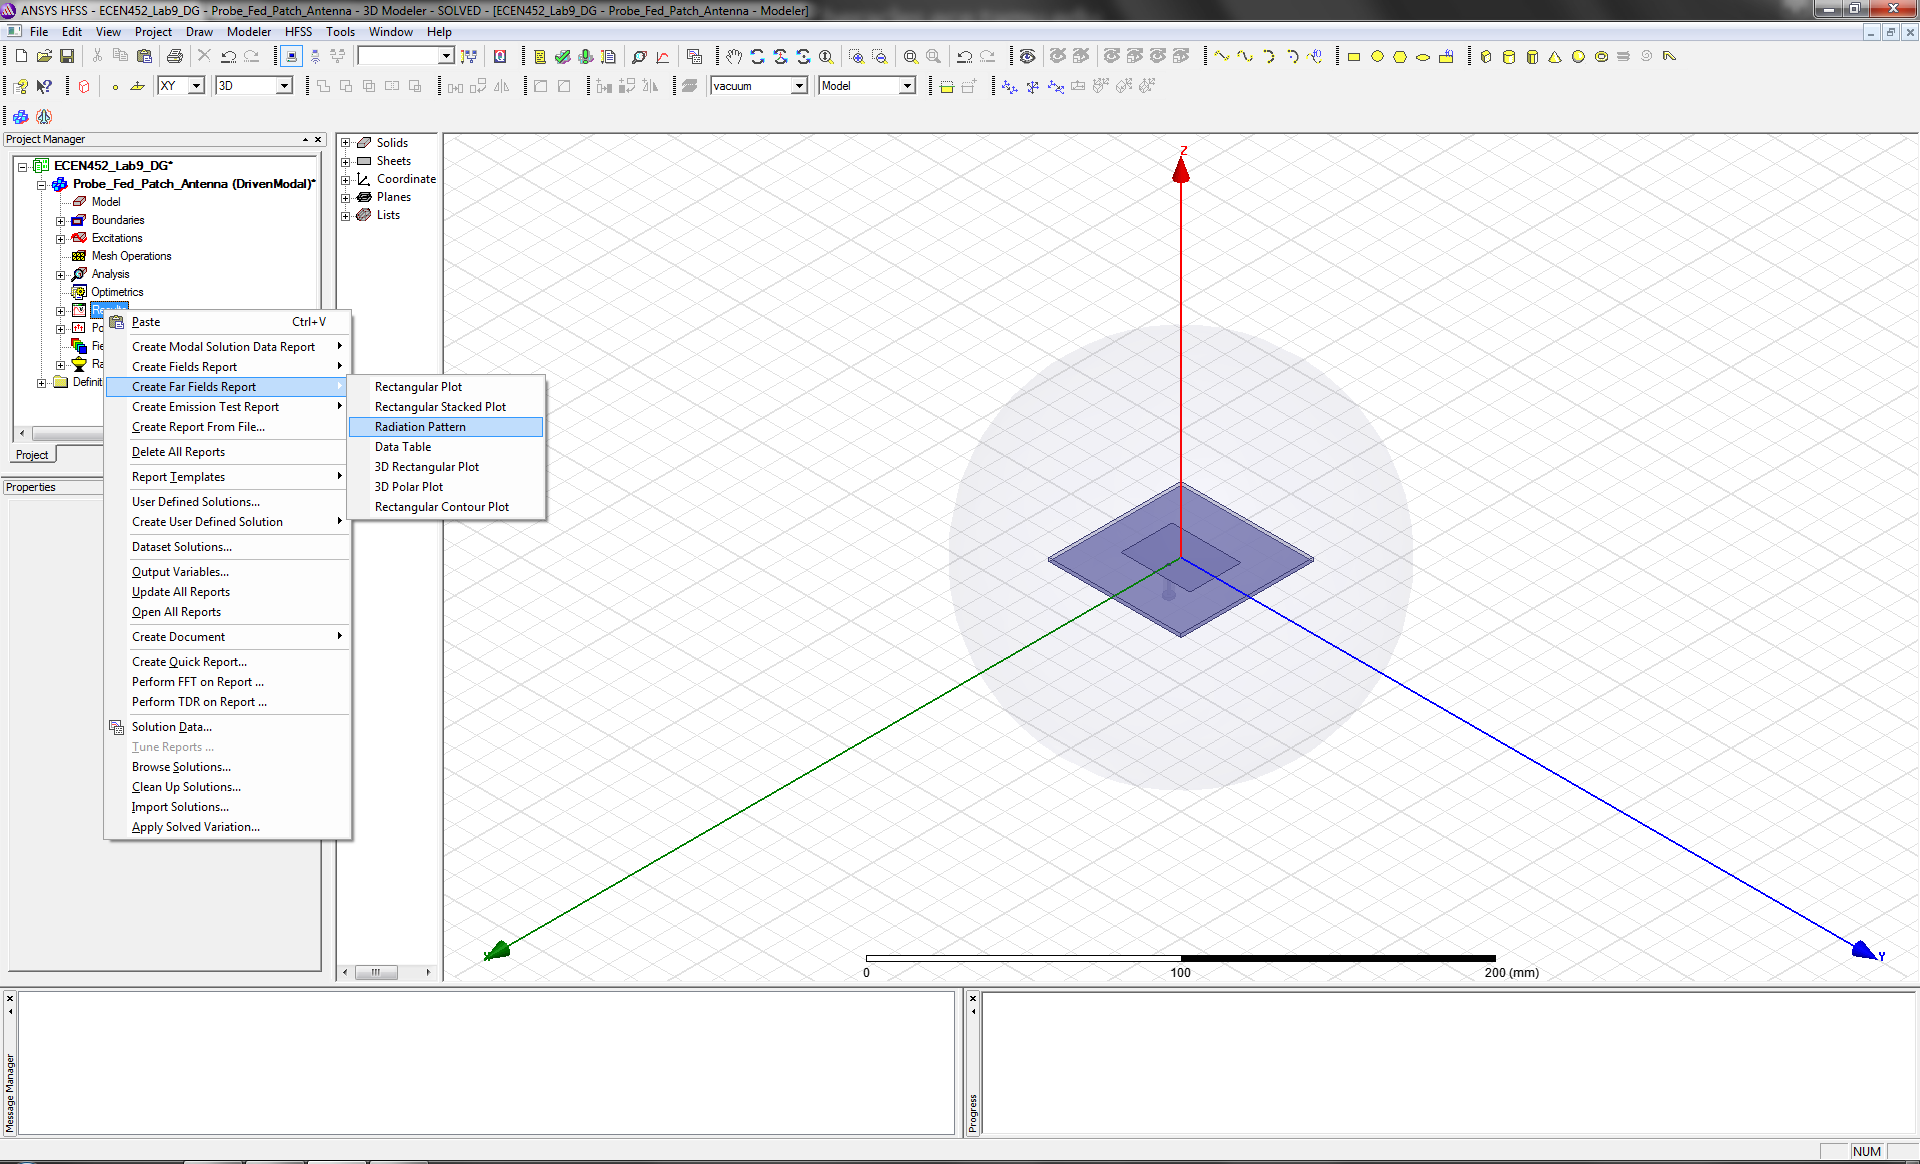 ANSYS HFSS - ECEN452_Lab9_DG - Probe_Fed_Patch_Antenna - 3D Modeler - SOLVED - [ECEN452_Lab9_DG - Probe_Fed_Patch_Antenna - Modeler]
File Edit View Project Draw Modeler HFSS Tools Window Help
XY 3D vacuum Model
Project Manager
ECEN452_Lab9_DG*
Probe_Fed_Patch_Antenna (DrivenModal)*
Model
Boundaries
Excitations
Mesh Operations
Analysis
Optimetrics
Po
Fie
Ra
Definit
Project
Properties
Paste Ctrl+V
Create Modal Solution Data Report
Create Fields Report
Create Far Fields Report
Create Emission Test Report
Create Report From File...
Delete All Reports
Report Templates
User Defined Solutions...
Create User Defined Solution
Dataset Solutions...
Output Variables...
Update All Reports
Open All Reports
Create Document
Create Quick Report...
Perform FFT on Report ...
Perform TDR on Report ...
Solution Data...
Tune Reports ...
Browse Solutions...
Clean Up Solutions...
Import Solutions...
Apply Solved Variation...
Rectangular Plot
Rectangular Stacked Plot
Radiation Pattern
Data Table
3D Rectangular Plot
3D Polar Plot
Rectangular Contour Plot
Solids
Sheets
Coordinate
Planes
Lists
Z
X
Y
0 100 200 (mm)
Message Manager
Progress
NUM